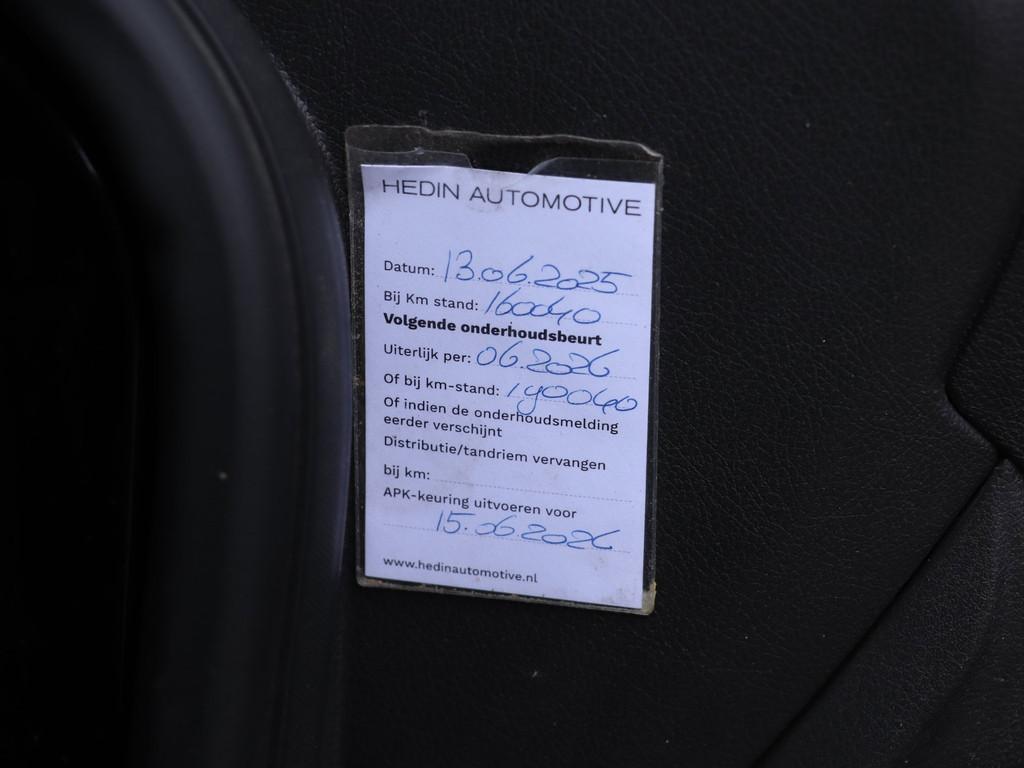 HEDIN AUTOMOTIVE
Datum: 13.06.2025
Bij Km stand: 160040
Volgende onderhoudsbeurt
Uiterlijk per: 06.2026
Of bij km-stand: 190040
Of indien de onderhoudsmelding
eerder verschijnt
Distributie/tandriem vervangen
bij km:
APK-keuring uitvoeren voor
15.06.2026
www.hedinautomotive.nl